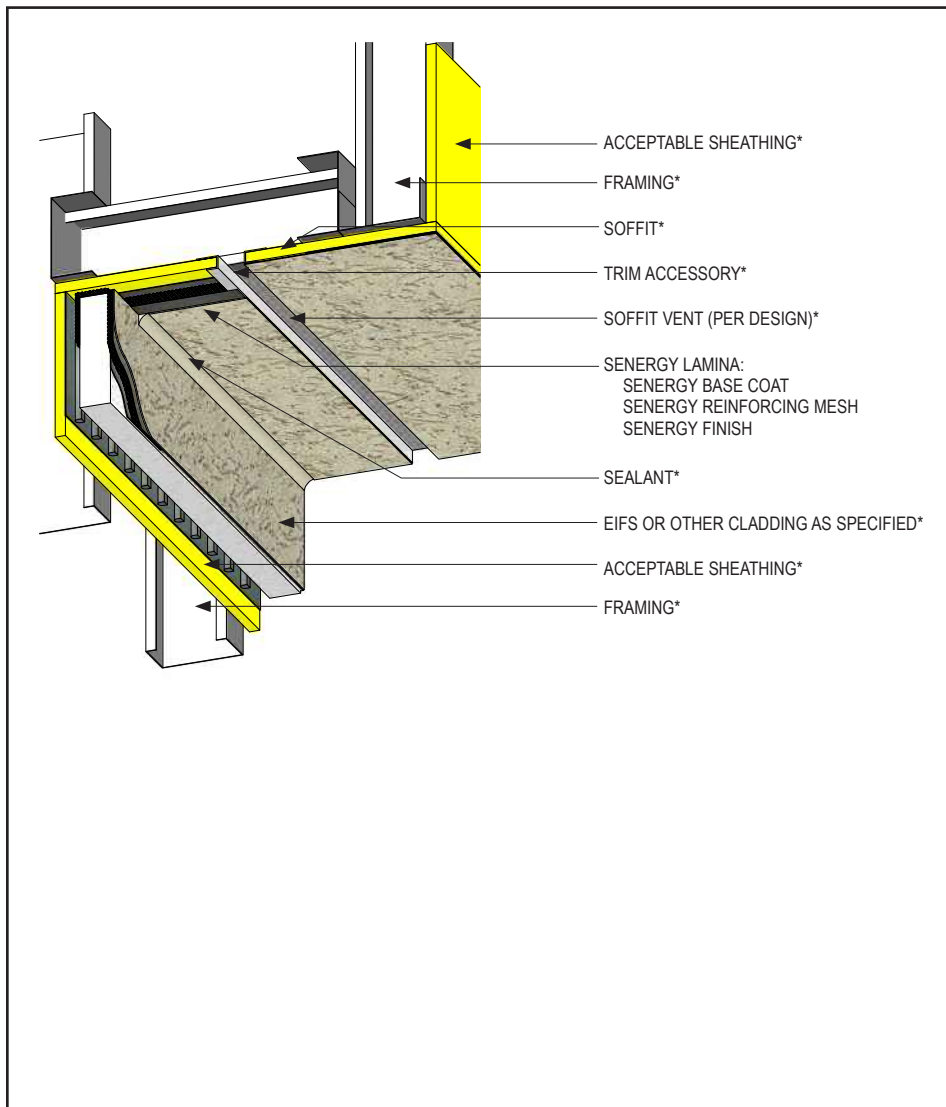 ACCEPTABLE SHEATHING*
FRAMING*
SOFFIT*
TRIM ACCESSORY*
SOFFIT VENT (PER DESIGN)*
SENERGY LAMINA:
SENERGY BASE COAT
SENERGY REINFORCING MESH
SENERGY FINISH
SEALANT*
EIFS OR OTHER CLADDING AS SPECIFIED*
ACCEPTABLE SHEATHING*
FRAMING*